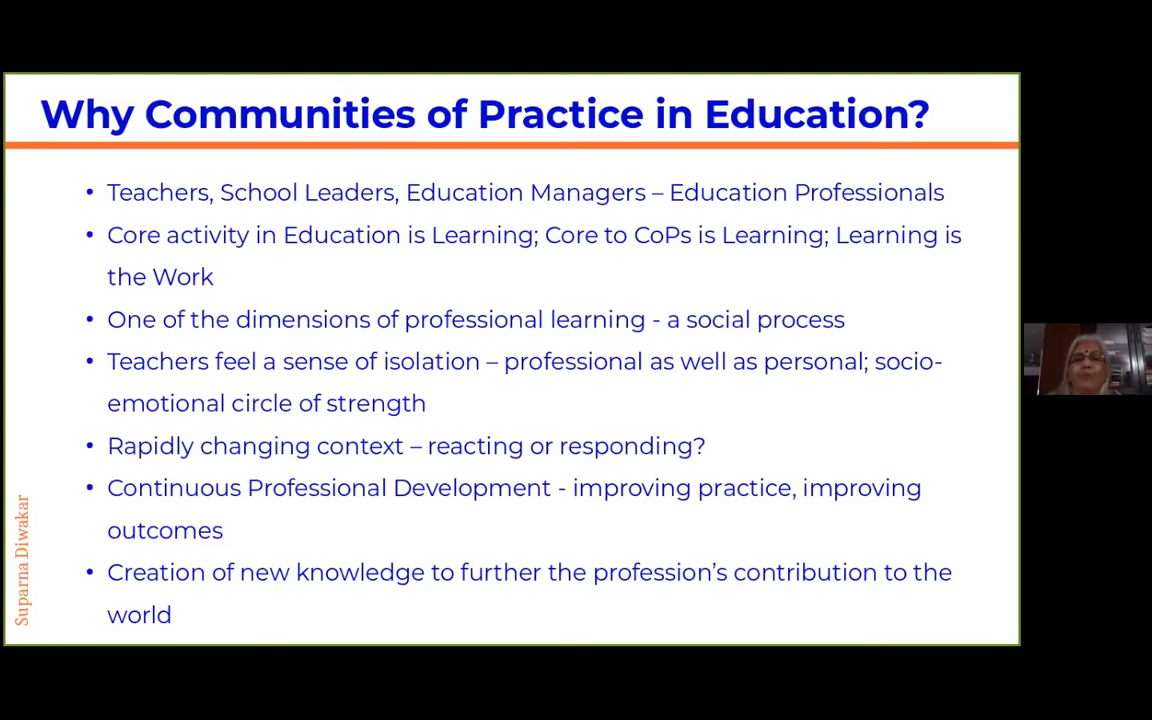 Why Communities of Practice in Education?
• Teachers, School Leaders, Education Managers – Education Professionals
• Core activity in Education is Learning; Core to CoPs is Learning; Learning is
the Work
• One of the dimensions of professional learning - a social process
• Teachers feel a sense of isolation – professional as well as personal; socio-
emotional circle of strength
• Rapidly changing context – reacting or responding?
• Continuous Professional Development - improving practice, improving
outcomes
• Creation of new knowledge to further the profession’s contribution to the
world
Suparna Diwakar